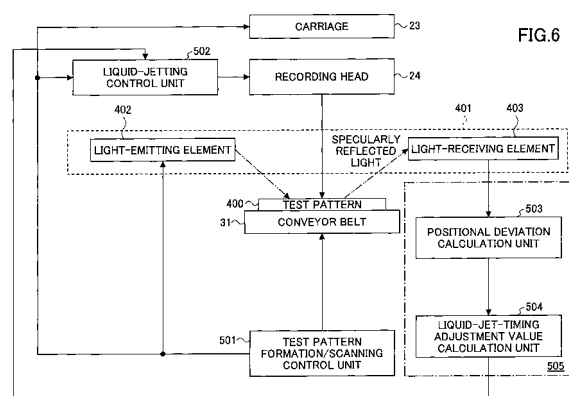 FIG.6
CARRIAGE
23
502
LIQUID-JETTING
CONTROL UNIT
RECORDING HEAD
24
402
401
403
LIGHT-EMITTING ELEMENT
SPECULARLY
REFLECTED
LIGHT
LIGHT-RECEIVING ELEMENT
400
TEST PATTERN
31
CONVEYOR BELT
503
POSITIONAL DEVIATION
CALCULATION UNIT
504
LIQUID-JET-TIMING
ADJUSTMENT VALUE
CALCULATION UNIT
505
501
TEST PATTERN
FORMATION/SCANNING
CONTROL UNIT